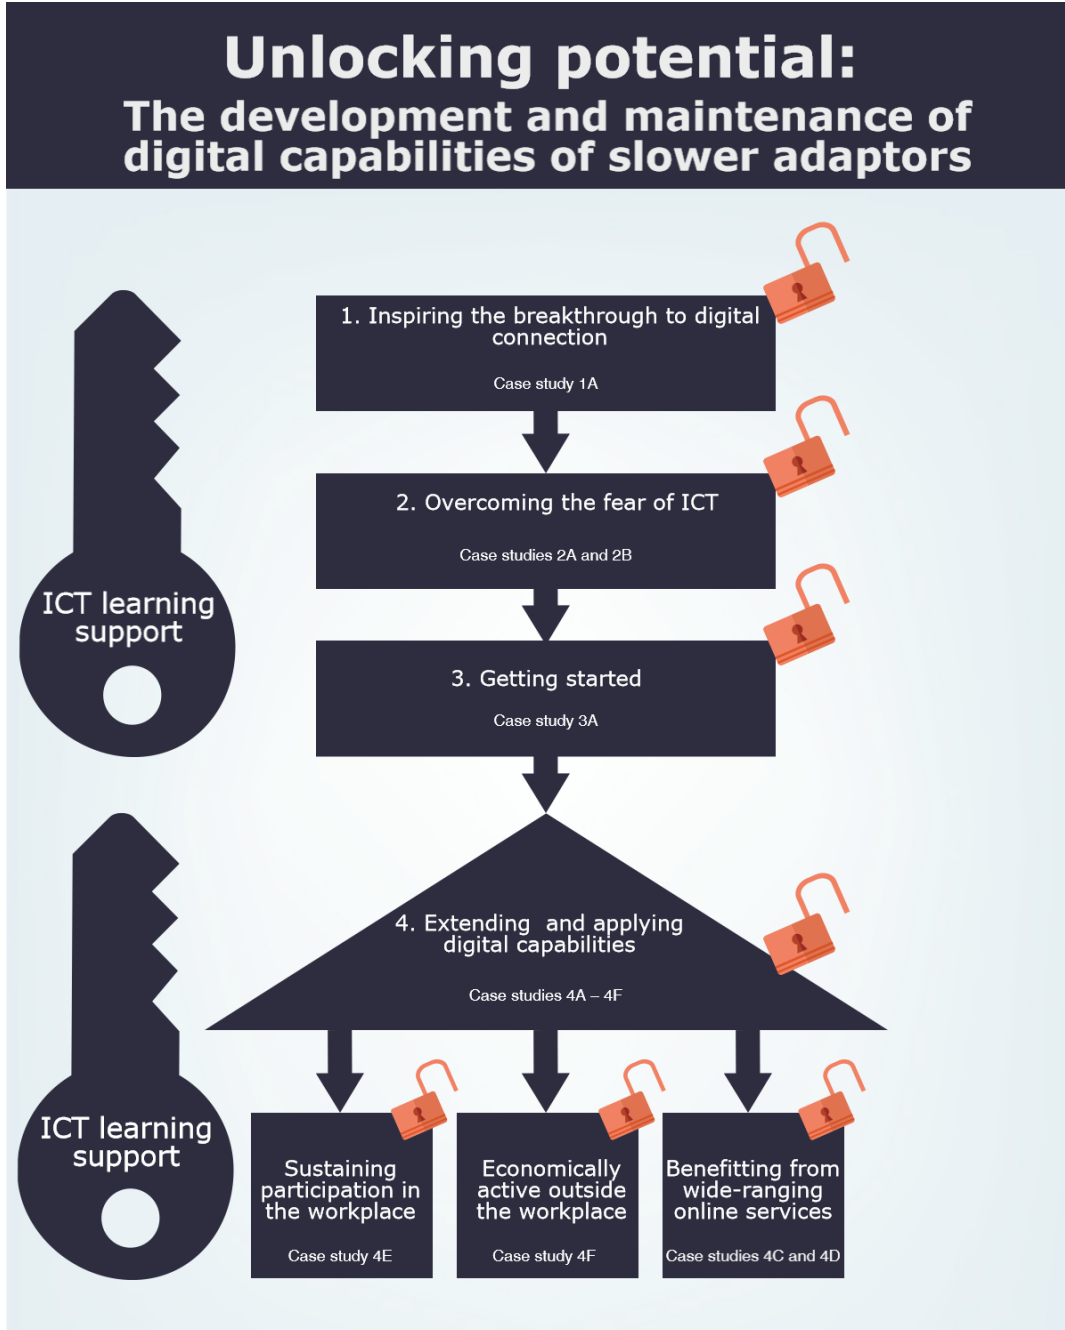 Unlocking potential:
The development and maintenance of
digital capabilities of slower adaptors
1. Inspiring the breakthrough to digital
connection
Case study 1A
2. Overcoming the fear of ICT
Case studies 2A and 2B
ICT learning
support
3. Getting started
Case study 3A
4. Extending and applying
digital capabilities
Case studies 4A – 4F
ICT learning
support
Sustaining
participation in
the workplace
Case study 4E
Economically
active outside
the workplace
Case study 4F
Benefitting from
wide-ranging
online services
Case studies 4C and 4D